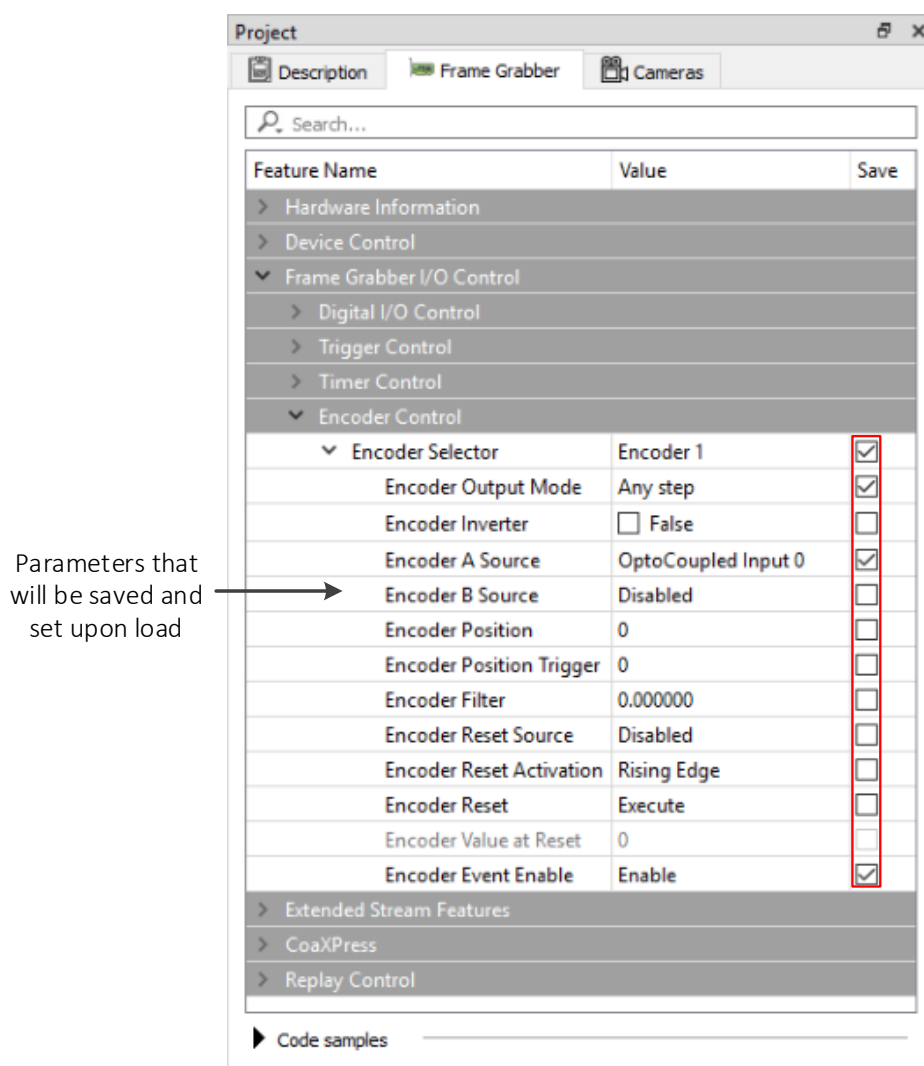 Project
Description Frame Grabber Cameras
Search...
Feature Name Value Save
Hardware Information
Device Control
Frame Grabber I/O Control
Digital I/O Control
Trigger Control
Timer Control
Encoder Control
Encoder Selector Encoder 1
Encoder Output Mode Any step
Encoder Inverter False
Encoder A Source OptoCoupled Input 0
Parameters that
will be saved and
set upon load
Encoder B Source Disabled
Encoder Position 0
Encoder Position Trigger 0
Encoder Filter 0.000000
Encoder Reset Source Disabled
Encoder Reset Activation Rising Edge
Encoder Reset Execute
Encoder Value at Reset 0
Encoder Event Enable Enable
Extended Stream Features
CoaXPress
Replay Control
Code samples